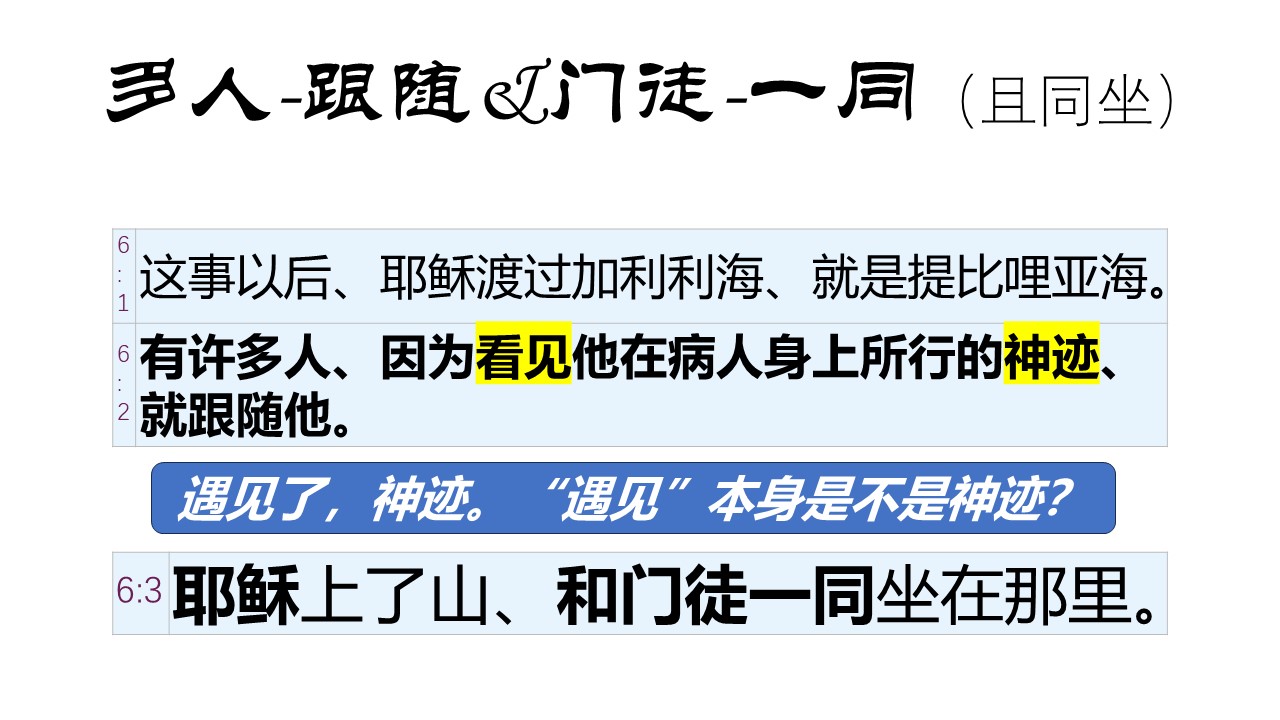 多人-跟随&门徒-一同（且同坐）
6:1 这事以后、耶稣渡过加利利海、就是提比哩亚海。
6:2 有许多人、因为看见他在病人身上所行的神迹、
就跟随他。
遇见了，神迹。“遇见”本身是不是神迹？
6:3 耶稣上了山、和门徒一同坐在那里。